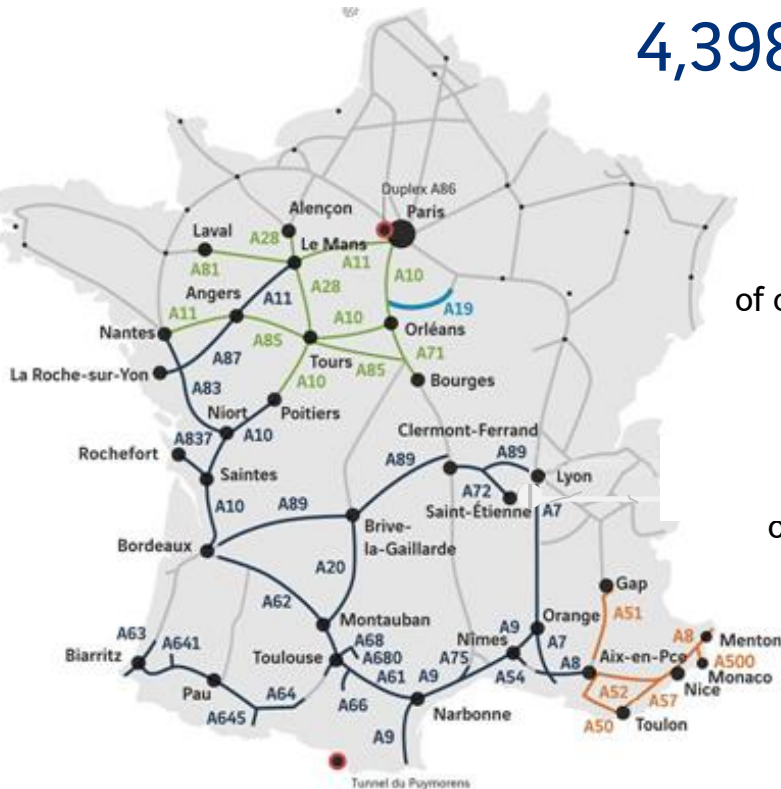 4,398
Duplex A86
Paris
Alençon
Laval
A28
Le Mans
A11
A81
A10
Angers
A11
A28
A19
A11
A10
Orléans
Nantes
A85
Tours
A85
A71
La Roche-sur-Yon
A87
A10
Bourges
A83
Niort
Poitiers
A837
A10
Clermont-Ferrand
Rochefort
A89
A89
Saintes
A72
Lyon
A10
A89
Saint-Étienne
A7
Brive-
la-Gaillarde
Bordeaux
A20
A62
Gap
A51
Montauban
Orange
A63
A641
A68
A9
A7
A8
Menton
Biarritz
Toulouse
A680
Nîmes
A75
Aix-en-Pce
A500
Monaco
A61
A9
A54
A8
A52
Nice
Pau
A64
A66
A57
A645
Narbonne
A50
Toulon
A9
Tunnel du Puymorens
of